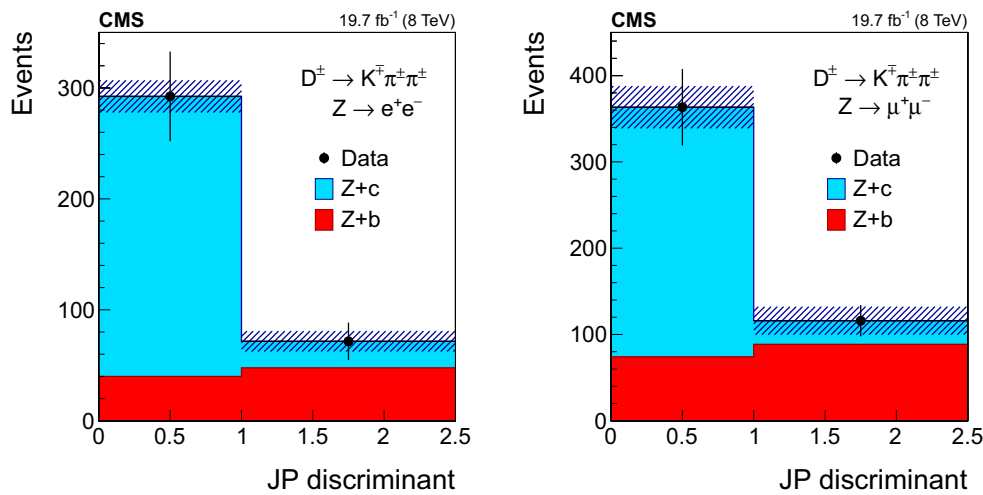 CMS 19.7 fb⁻¹ (8 TeV)
Events
300
200
100
0
D± → K∓π±π±
Z → e⁺e⁻
Data
Z+c
Z+b
0 0.5 1 1.5 2 2.5
JP discriminant
CMS 19.7 fb⁻¹ (8 TeV)
Events
400
300
200
100
0
D± → K∓π±π±
Z → μ⁺μ⁻
Data
Z+c
Z+b
0 0.5 1 1.5 2 2.5
JP discriminant